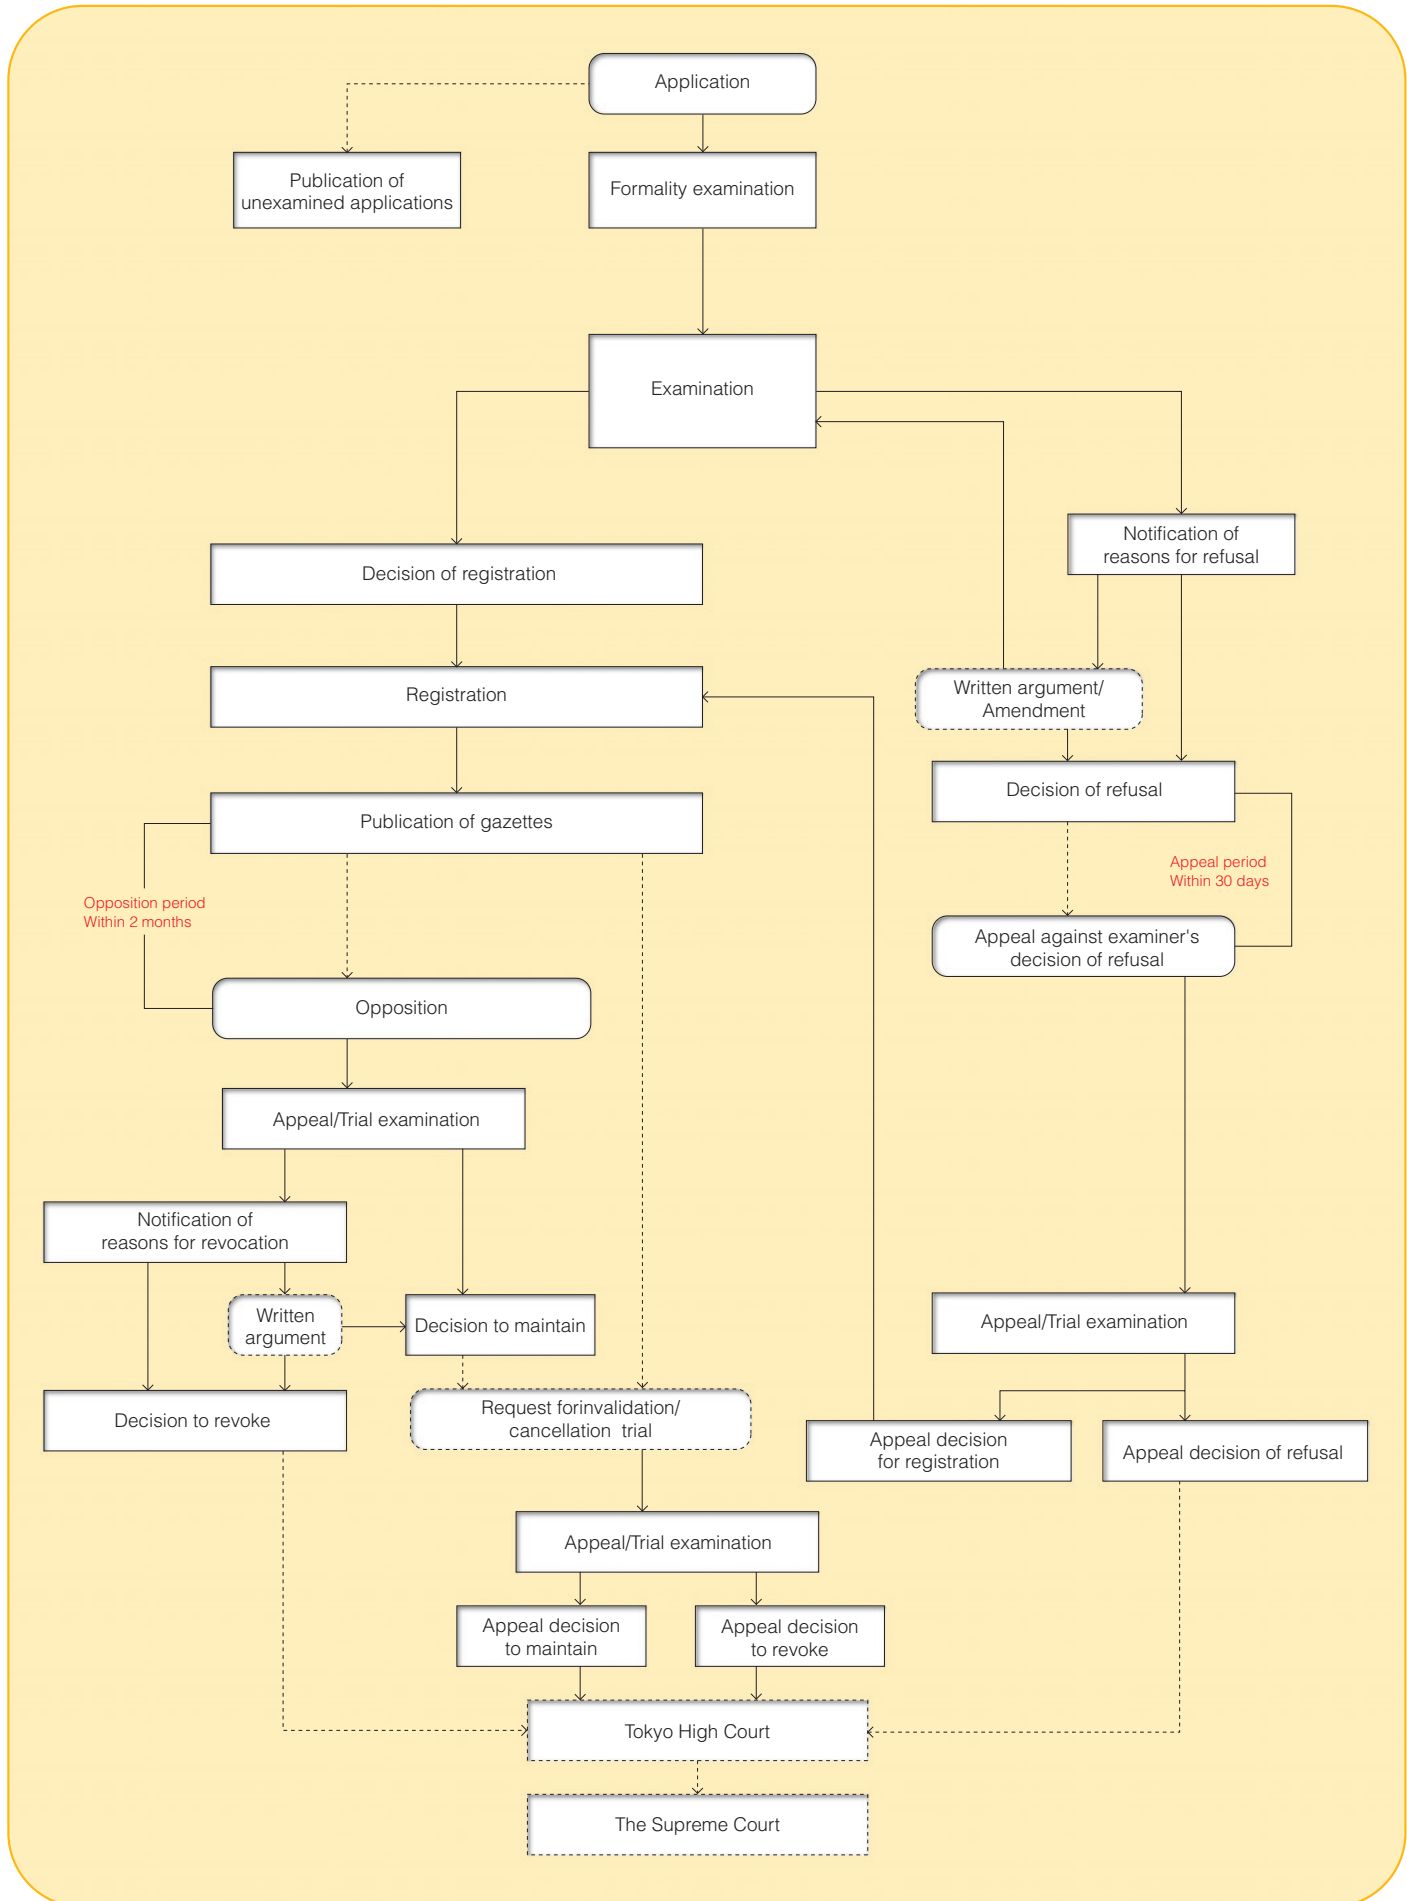 Application
Publication of
unexamined applications
Formality examination
Examination
Notification of
reasons for refusal
Decision of registration
Written argument/
Amendment
Registration
Decision of refusal
Publication of gazettes
Appeal period
Within 30 days
Opposition period
Within 2 months
Appeal against examiner's
decision of refusal
Opposition
Appeal/Trial examination
Notification of
reasons for revocation
Written
argument
Decision to maintain
Appeal/Trial examination
Decision to revoke
Request forinvalidation/
cancellation trial
Appeal decision
for registration
Appeal decision of refusal
Appeal/Trial examination
Appeal decision
to maintain
Appeal decision
to revoke
Tokyo High Court
The Supreme Court